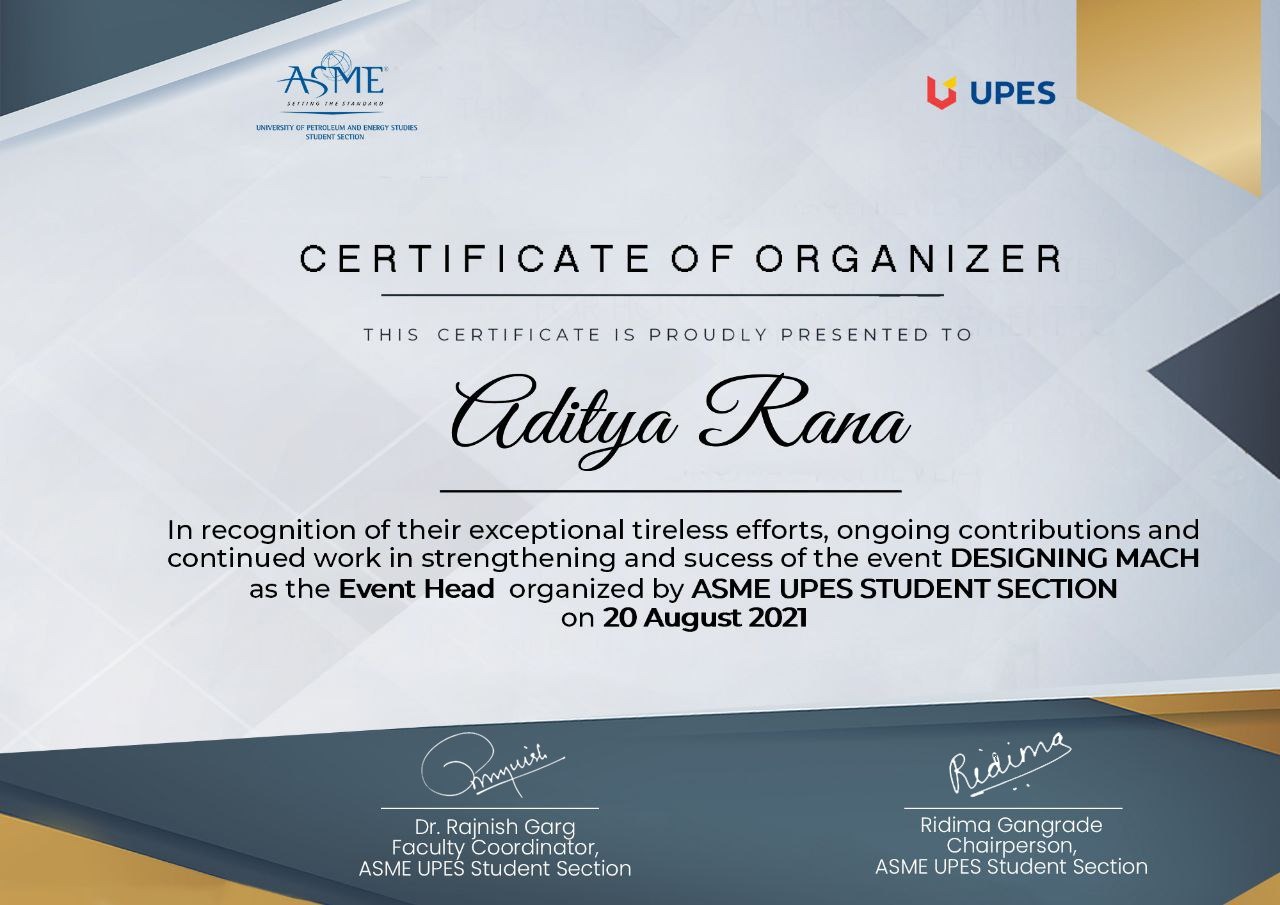 ASME®
SETTING THE STANDARD
UNIVERSITY OF PETROLEUM AND ENERGY STUDIES
STUDENT SECTION
UPES
CERTIFICATE OF ORGANIZER
THIS CERTIFICATE IS PROUDLY PRESENTED TO
Aditya Rana
In recognition of their exceptional tireless efforts, ongoing contributions and
continued work in strengthening and sucess of the event DESIGNING MACH
as the Event Head organized by ASME UPES STUDENT SECTION
on 20 August 2021
Ridima
Dr. Rajnish Garg
Faculty Coordinator,
ASME UPES Student Section
Ridima Gangrade
Chairperson,
ASME UPES Student Section